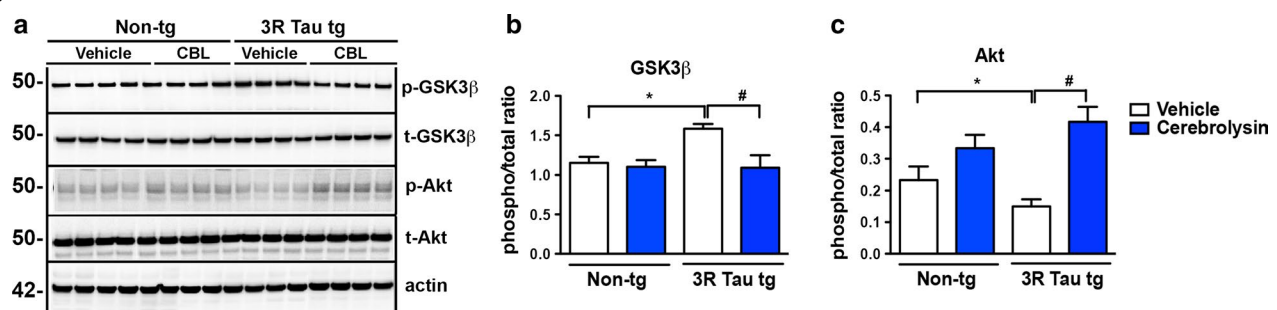 a
Non-tg 3R Tau tg
Vehicle CBL Vehicle CBL
50- p-GSK3β
50- t-GSK3β
50- p-Akt
50- t-Akt
42- actin
b
GSK3β
phospho/total ratio
2.0
1.5
1.0
0.5
0.0
* #
Non-tg 3R Tau tg
c
Akt
phospho/total ratio
0.5
0.4
0.3
0.2
0.1
0.0
* #
Non-tg 3R Tau tg
Vehicle
Cerebrolysin